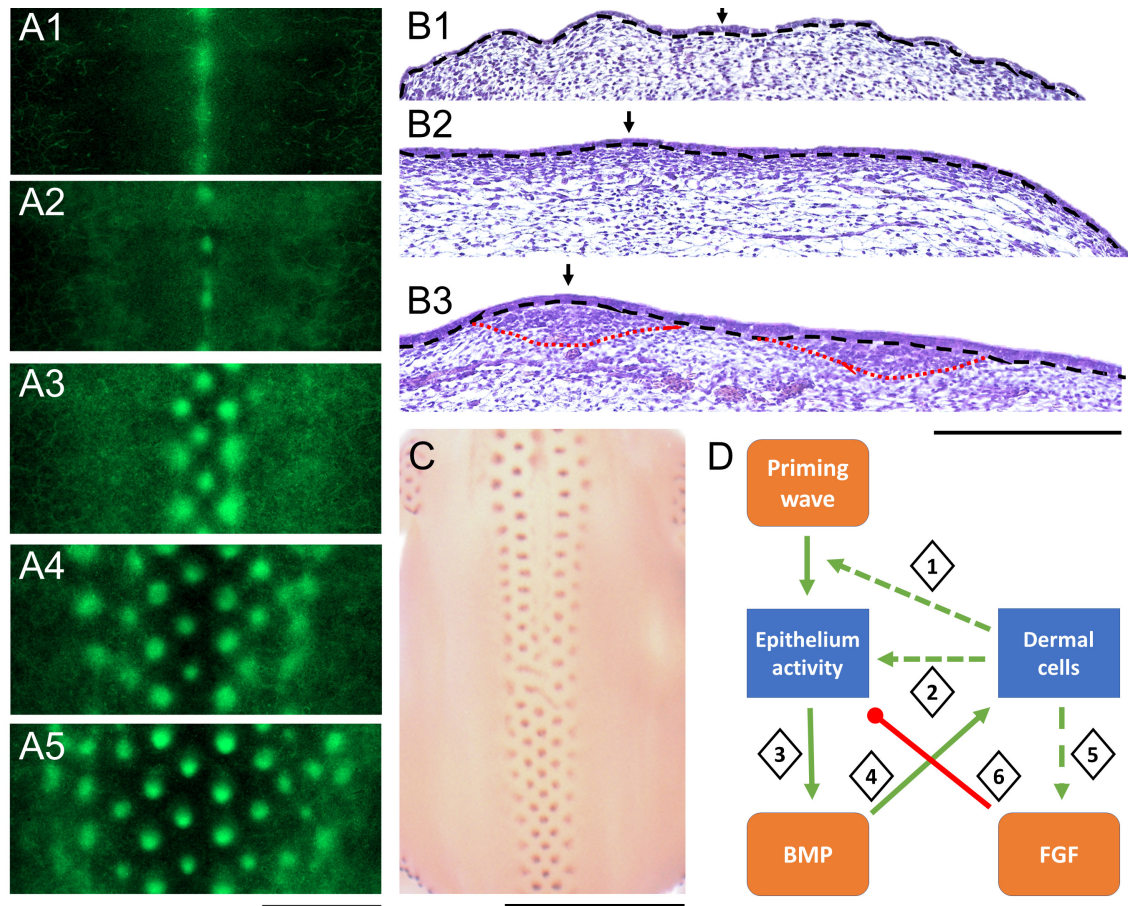 A1
A2
A3
A4
A5
B1
B2
B3
C
D
Priming
wave
1
Epithelium
activity
Dermal
cells
2
3
4
6
5
BMP
FGF